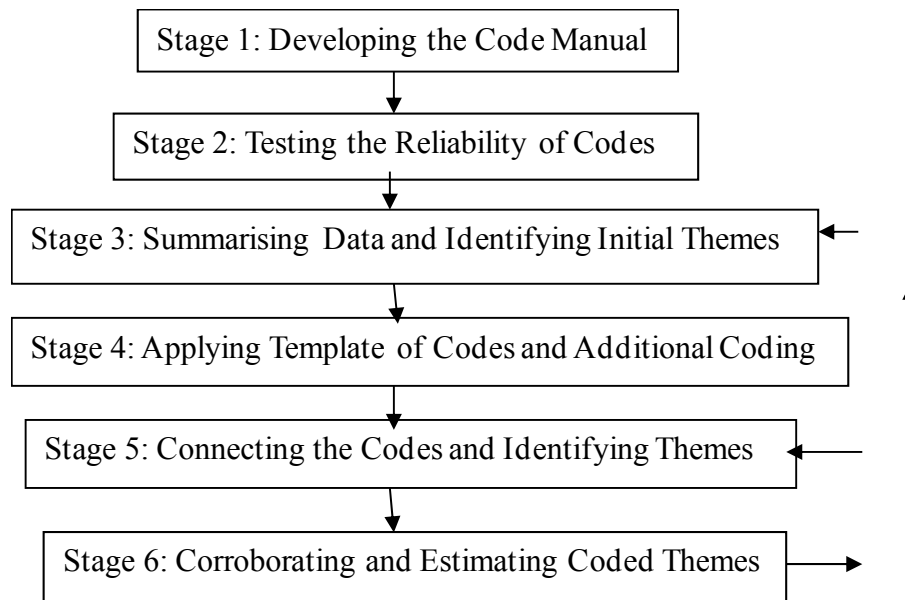 Stage 1: Developing the Code Manual
Stage 2: Testing the Reliability of Codes
Stage 3: Summarising Data and Identifying Initial Themes
Stage 4: Applying Template of Codes and Additional Coding
Stage 5: Connecting the Codes and Identifying Themes
Stage 6: Corroborating and Estimating Coded Themes